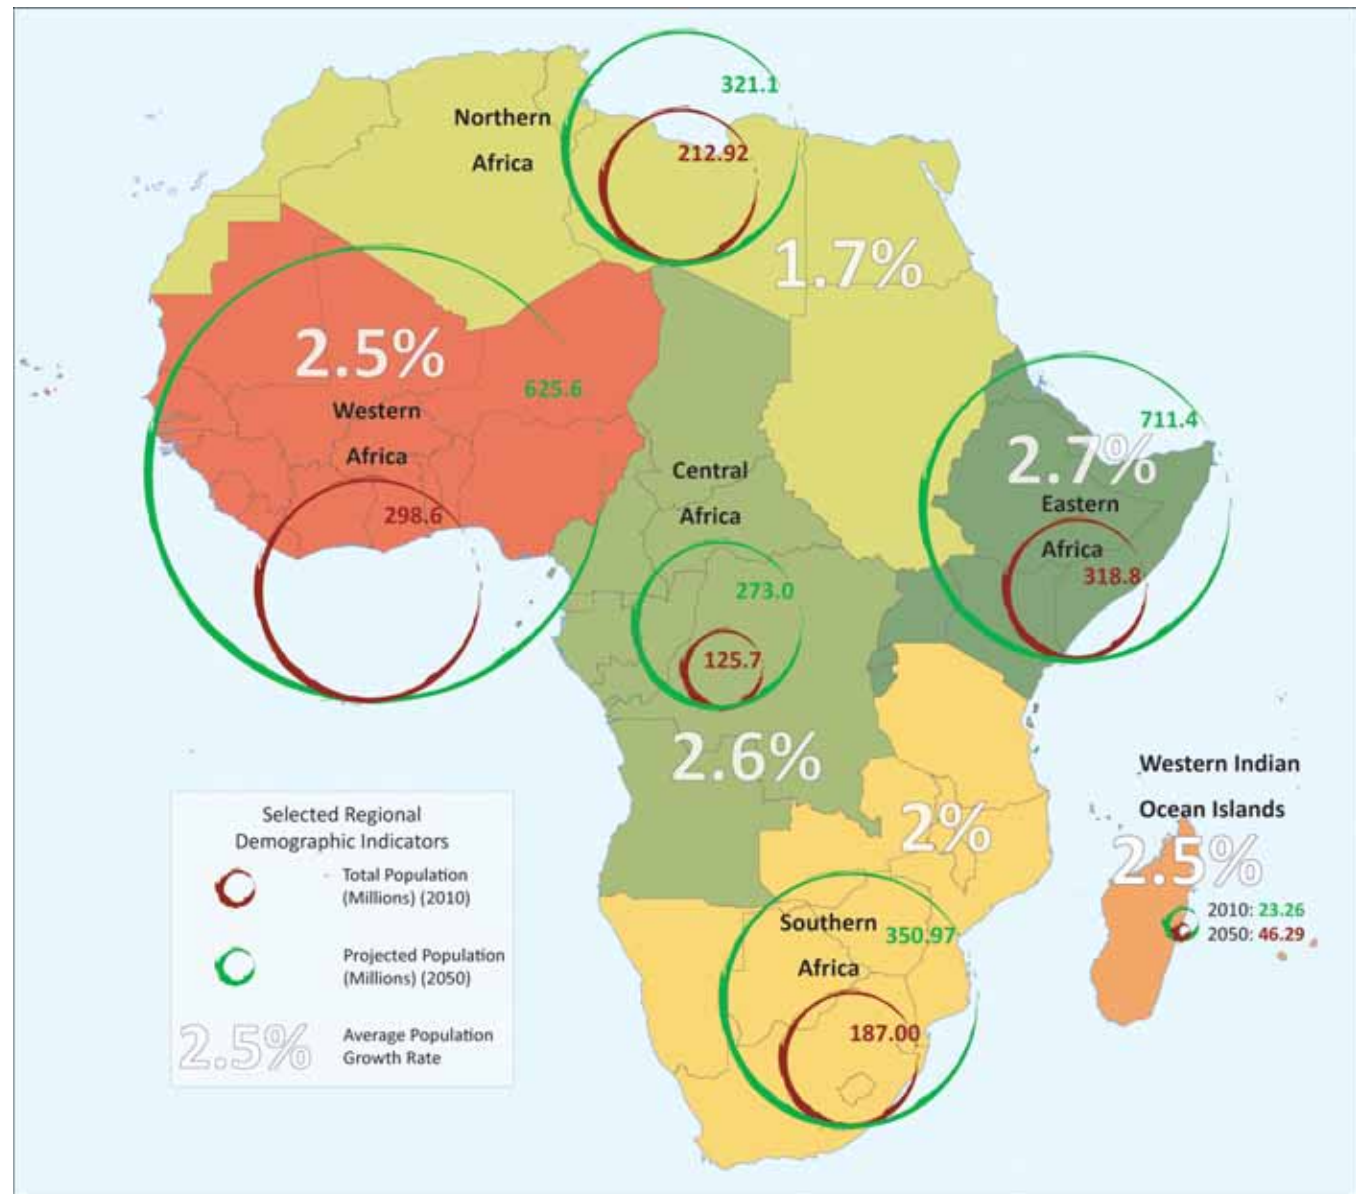 321.1
Northern
Africa
212.92
1.7%
2.5%
625.6
Western
Africa
298.6
711.4
2.7%
Eastern
Africa
318.8
Central
Africa
273.0
125.7
2.6%
2%
Western Indian
Ocean Islands
2.5%
2010: 23.26
2050: 46.29
Southern
350.97
Africa
187.00
Selected Regional
Demographic Indicators
Total Population
(Millions) (2010)
Projected Population
(Millions) (2050)
2.5%
Average Population
Growth Rate